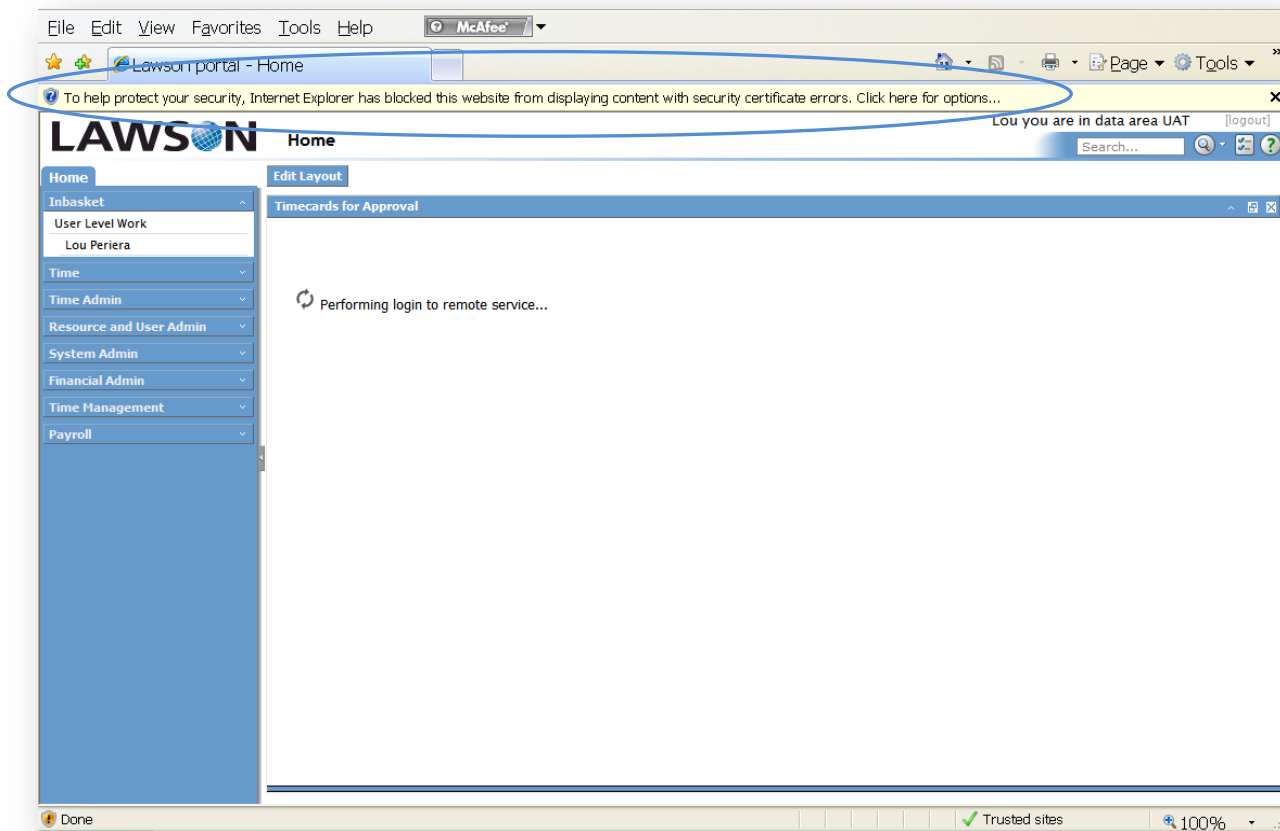 File Edit View Favorites Tools Help McAfee
Lawson portal - Home Page Tools »
To help protect your security, Internet Explorer has blocked this website from displaying content with security certificate errors. Click here for options...
Lou you are in data area UAT [logout]
LAWSON Home Search...
Home Edit Layout
Inbasket Timecards for Approval
User Level Work
Lou Periera
Time
Time Admin
Performing login to remote service...
Resource and User Admin
System Admin
Financial Admin
Time Management
Payroll
Done Trusted sites 100%